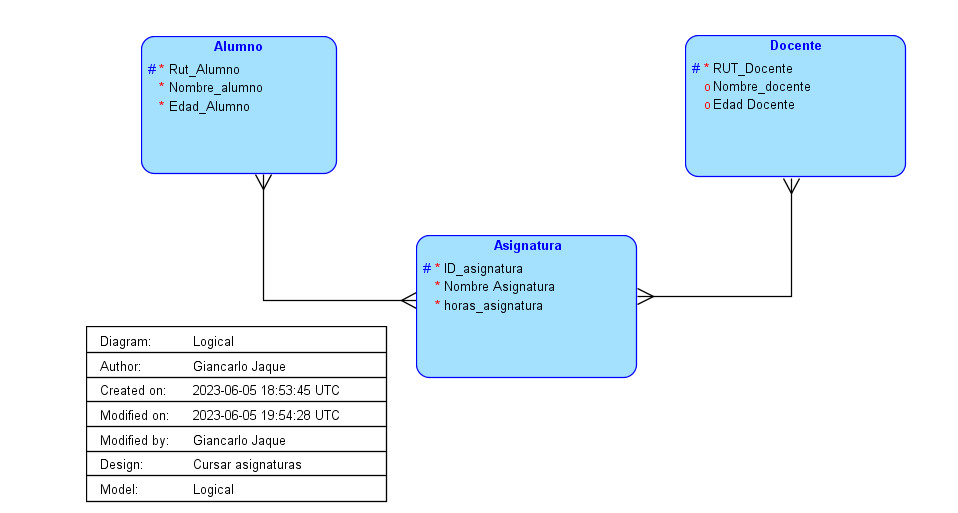 Alumno
# * Rut_Alumno
* Nombre_alumno
* Edad_Alumno
Docente
# * RUT_Docente
o Nombre_docente
o Edad Docente
Asignatura
# * ID_asignatura
* Nombre Asignatura
* horas_asignatura
Diagram: Logical
Author: Giancarlo Jaque
Created on: 2023-06-05 18:53:45 UTC
Modified on: 2023-06-05 19:54:28 UTC
Modified by: Giancarlo Jaque
Design: Cursar asignaturas
Model: Logical